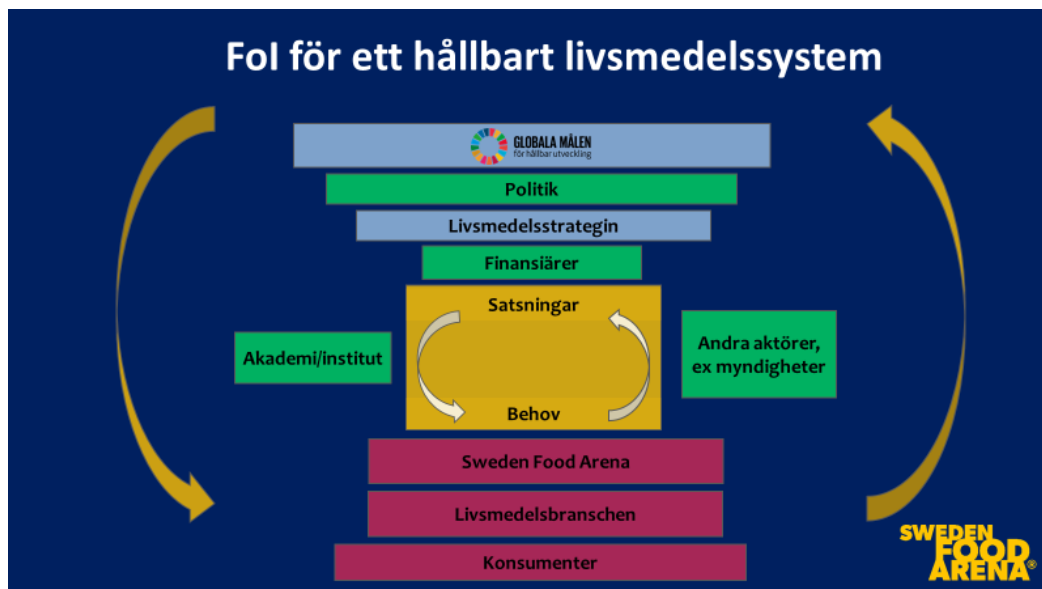 FoI för ett hållbart livsmedelssystem
GLOBALA MÅLEN
för hållbar utveckling
Politik
Livsmedelsstrategin
Finansiärer
Satsningar
Akademi/institut
Andra aktörer,
ex myndigheter
Behov
Sweden Food Arena
Livsmedelsbranschen
Konsumenter
SWEDEN
FOOD
ARENA®